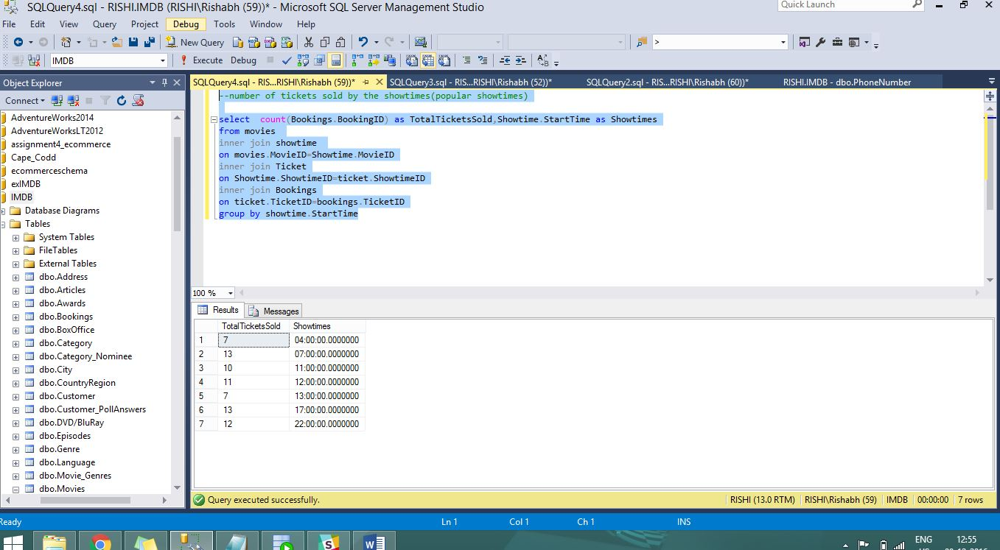 SQLQuery4.sql - RISHI.IMDB (RISHI\Rishabh (59))* - Microsoft SQL Server Management Studio
Quick Launch
File Edit View Query Project Debug Tools Window Help
New Query
>
IMDB
Execute Debug
Object Explorer
SQLQuery4.sql - RIS...RISHI\Rishabh (59))*
SQLQuery3.sql - RIS...RISHI\Rishabh (52))*
SQLQuery2.sql - RIS...RISHI\Rishabh (60))*
RISHI.IMDB - dbo.PhoneNumber
Connect
AdventureWorks2014
AdventureWorksLT2012
assignment4_ecommerce
Cape_Codd
ecommerceschema
exIMDB
IMDB
Database Diagrams
Tables
System Tables
FileTables
External Tables
dbo.Address
dbo.Articles
dbo.Awards
dbo.Bookings
dbo.BoxOffice
dbo.Category
dbo.Category_Nominee
dbo.City
dbo.CountryRegion
dbo.Customer
dbo.Customer_PollAnswers
dbo.DVD/BluRay
dbo.Episodes
dbo.Genre
dbo.Language
dbo.Movie_Genres
dbo.Movies
--number of tickets sold by the showtimes(popular showtimes)
select count(Bookings.BookingID) as TotalTicketsSold,Showtime.StartTime as Showtimes
from movies
inner join showtime
on movies.MovieID=Showtime.MovieID
inner join Ticket
on Showtime.ShowtimeID=ticket.ShowtimeID
inner join Bookings
on ticket.TicketID=bookings.TicketID
group by showtime.StartTime
100 %
Results Messages
TotalTicketsSold Showtimes
1 7 04:00:00.0000000
2 13 07:00:00.0000000
3 10 11:00:00.0000000
4 11 12:00:00.0000000
5 7 13:00:00.0000000
6 13 17:00:00.0000000
7 12 22:00:00.0000000
Query executed successfully.
RISHI (13.0 RTM) RISHI\Rishabh (59) IMDB 00:00:00 7 rows
Ready
Ln 1 Col 1 Ch 1 INS
ENG 12:55